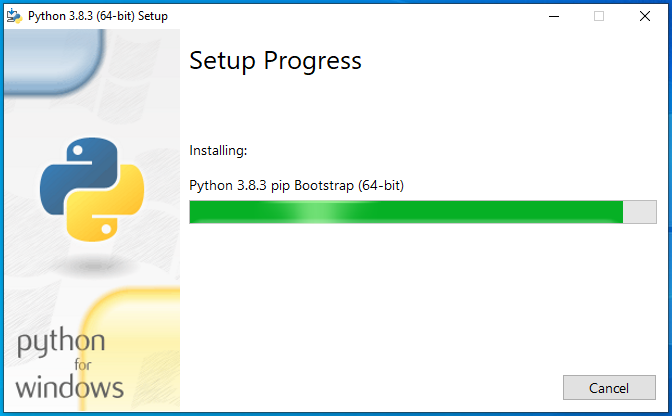 Python 3.8.3 (64-bit) Setup
Setup Progress
Installing:
Python 3.8.3 pip Bootstrap (64-bit)
python
for
windows
Cancel